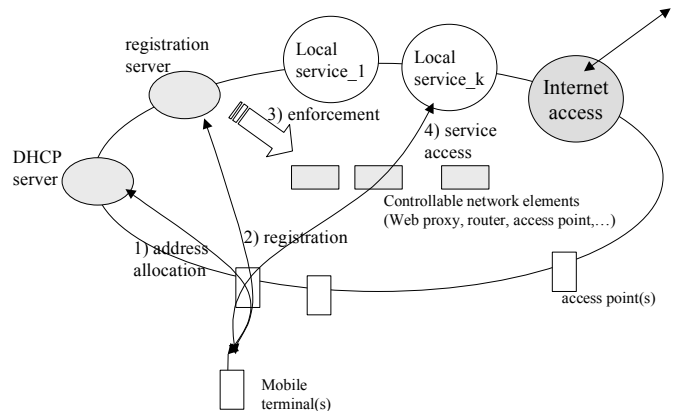 registration
server
Local
service_1
Local
service_k
Internet
access
3) enforcement
4) service
access
DHCP
server
Controllable network elements
(Web proxy, router, access point,…)
2) registration
1) address
allocation
access point(s)
Mobile
terminal(s)